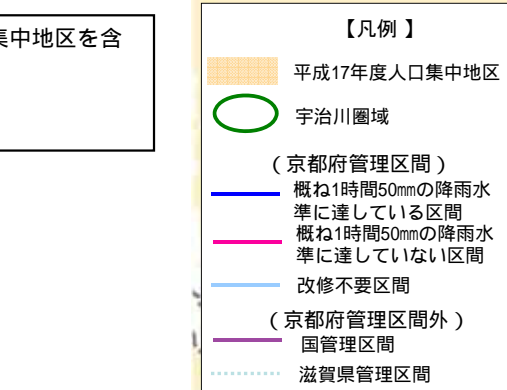 集中地区を含
【凡例 】
平成17年度人口集中地区
宇治川圏域
( 京都府管理区間 )
概ね1時間50㎜の降雨水
準に達している区間
概ね1時間50㎜の降雨水
準に達していない区間
改修不要区間
( 京都府管理区間外 )
国管理区間
滋賀県管理区間